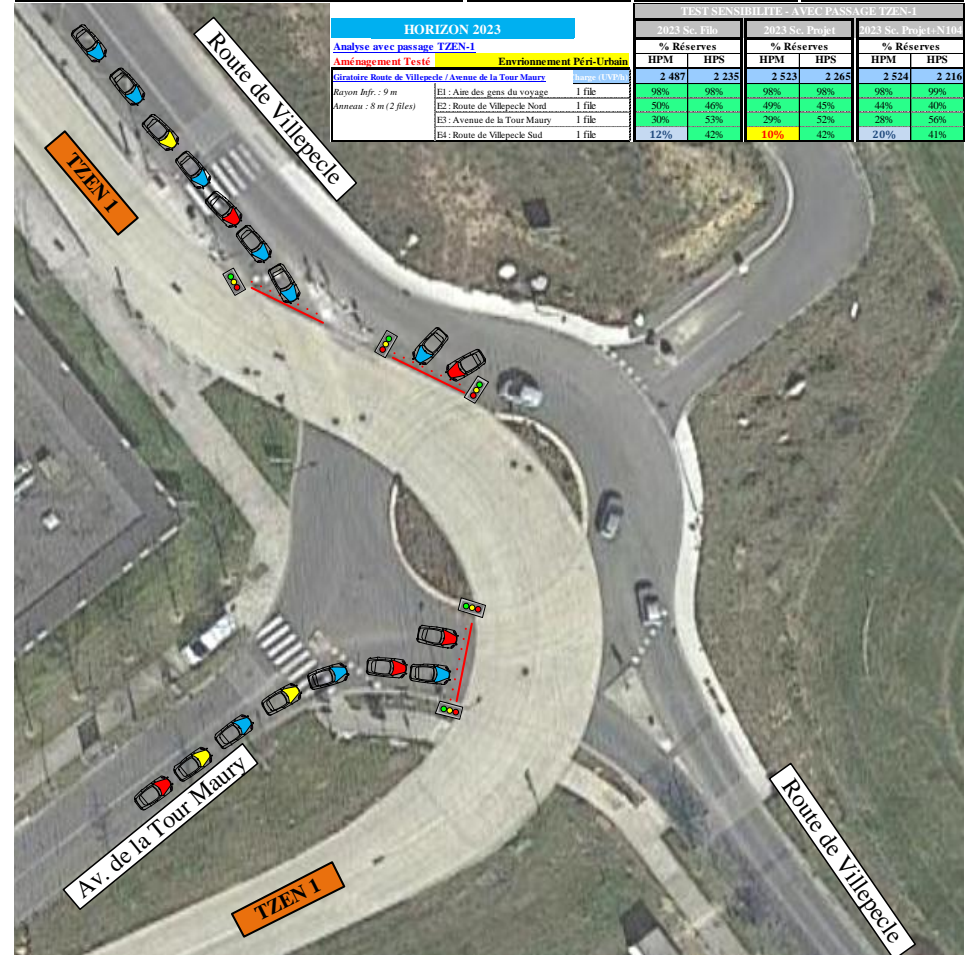 TEST SENSIBILITE - AVEC PASSAGE TZEN-1
HORIZON 2023
2023 Sc. Filo 2023 Sc. Projet 2023 Sc. Projet+N104
Analyse avec passage TZEN-1
% Réserves % Réserves % Réserves
Aménagement Testé Envrionnement Péri-Urbain HPM HPS HPM HPS HPM HPS
Giratoire Route de Villepecle / Avenue de la Tour Maury harge (UVP/h) 2 487 2 235 2 523 2 265 2 524 2 216
Rayon Infr. : 9 m E1 : Aire des gens du voyage 1 file 98% 98% 98% 98% 98% 99%
Anneau : 8 m (2 files) E2 : Route de Villepecle Nord 1 file 50% 46% 49% 45% 44% 40%
E3 : Avenue de la Tour Maury 1 file 30% 53% 29% 52% 28% 56%
E4 : Route de Villepecle Sud 1 file 12% 42% 10% 42% 20% 41%
Route de Villepecle
TZEN 1
Av. de la Tour Maury
TZEN 1
Route de Villepecle